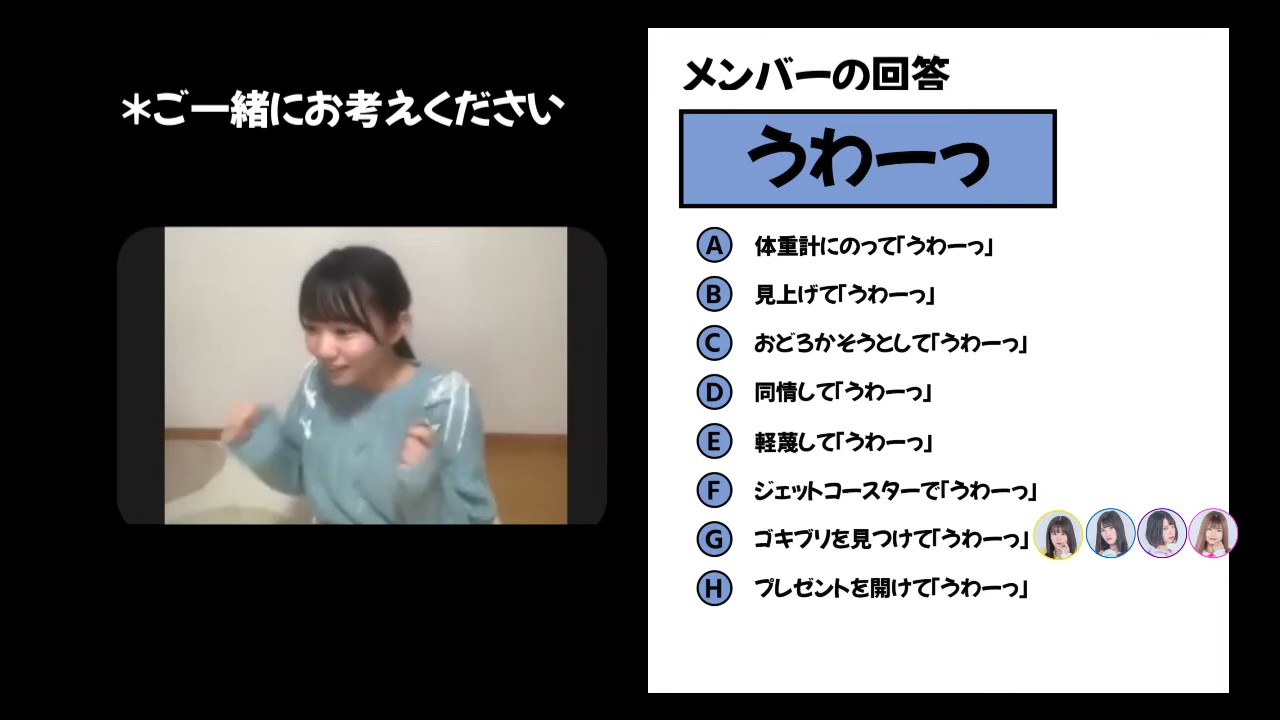 *ご一緒にお考えください
メンバーの回答
うわーっ
A 体重計にのって「うわーっ」
B 見上げて「うわーっ」
C おどろかそうとして「うわーっ」
D 同情して「うわーっ」
E 軽蔑して「うわーっ」
F ジェットコースターで「うわーっ」
G ゴキブリを見つけて「うわーっ」
H プレゼントを開けて「うわーっ」